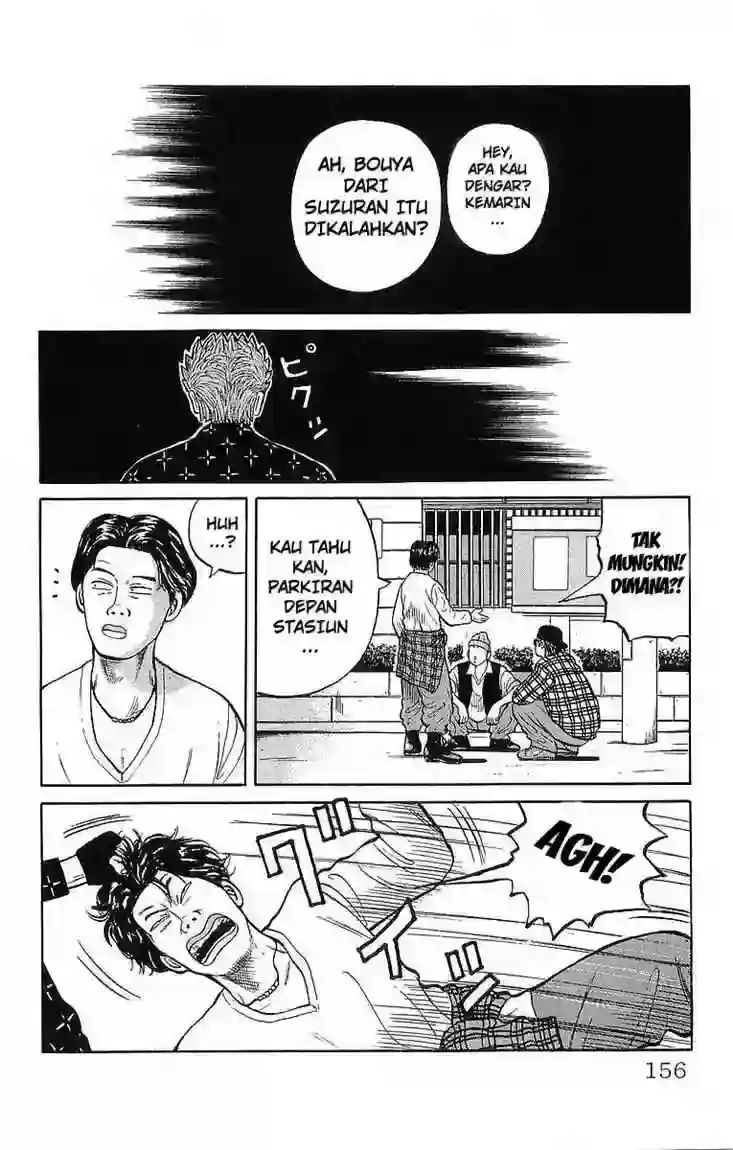 HEY,
APA KAU
DENGAR?
KEMARIN
...
AH, BOUYA
DARI
SUZURAN ITU
DIKALAHKAN?
ピクッ
TAK
MUNGKIN!
DIMANA?!
KAU TAHU
KAN,
PARKIRAN
DEPAN
STASIUN
...
HUH
...?
AGH!
グイッ
156